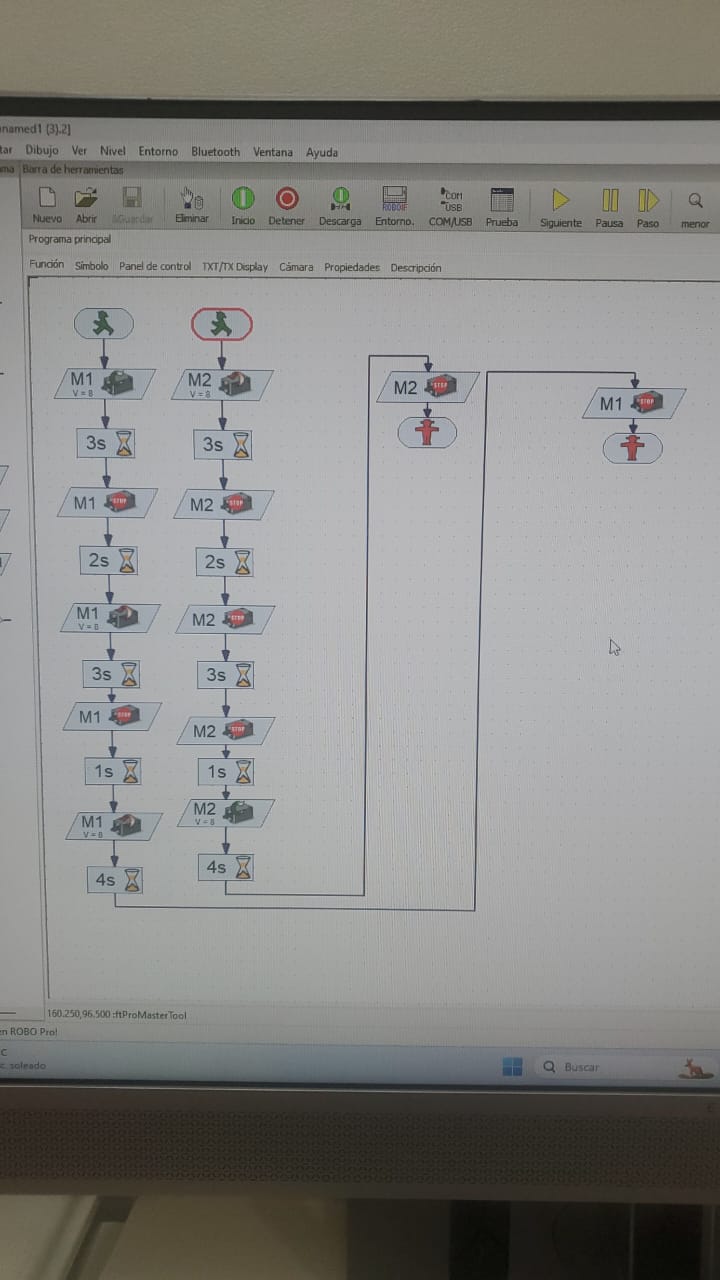 named1 (3).2]
tar Dibujo Ver Nivel Entorno Bluetooth Ventana Ayuda
ma Barra de herramientas
Nuevo Abrir &Guardar Eliminar Inicio Detener Descarga Entorno. COM/USB Prueba Siguiente Pausa Paso menor
Programa principal
Función Símbolo Panel de control TXT/TX Display Cámara Propiedades Descripción
M1
V = 8
3s
M1 STOP
2s
M1
V = 8
3s
M1 STOP
1s
M1
V = 8
4s
M2
V = 8
3s
M2 STOP
2s
M2 STOP
3s
M2 STOP
1s
M2
V = 8
4s
M2 STOP
M1 STOP
160.250,96.500 :ftProMasterTool
en ROBO Pro!
C
c. soleado
Buscar